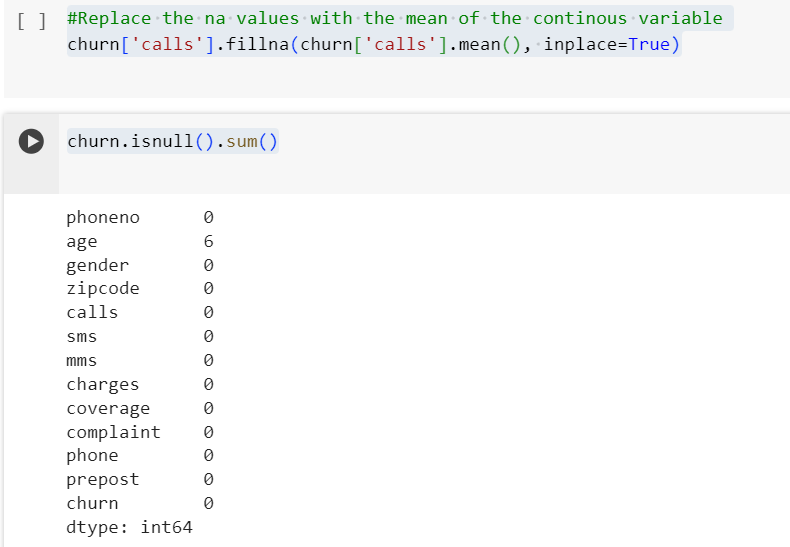 [ ] #Replace the na values with the mean of the continous variable
churn['calls'].fillna(churn['calls'].mean(), inplace=True)
churn.isnull().sum()
phoneno 0
age 6
gender 0
zipcode 0
calls 0
sms 0
mms 0
charges 0
coverage 0
complaint 0
phone 0
prepost 0
churn 0
dtype: int64